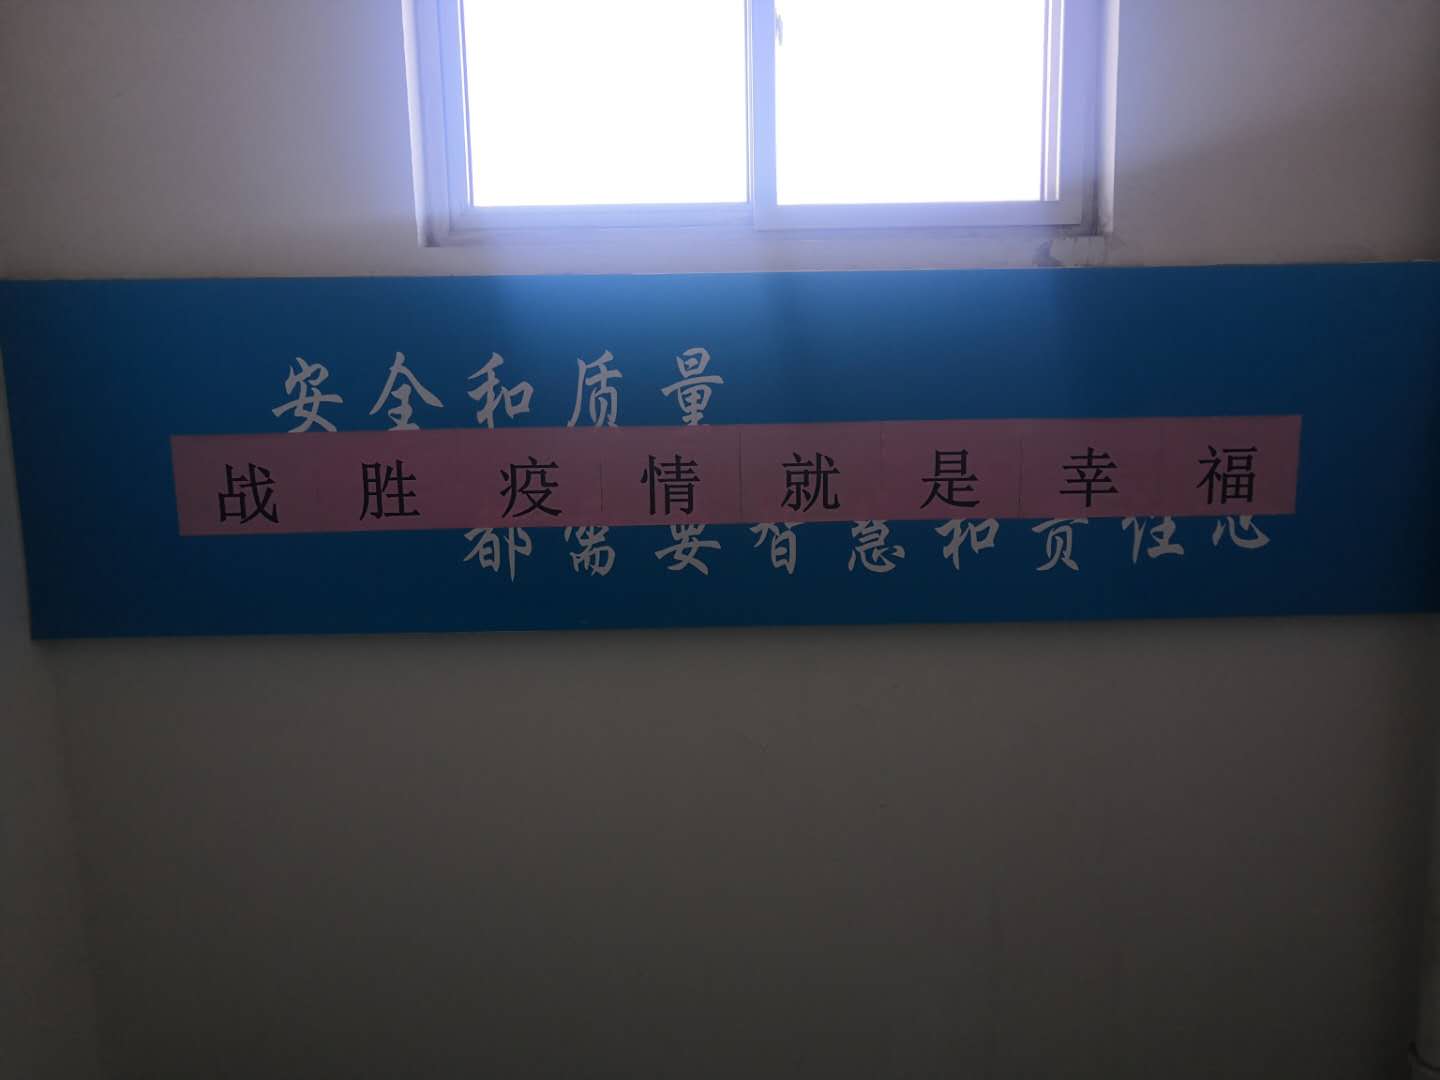 安全和质量
战胜疫情就是幸福
都需要智慧和责任心